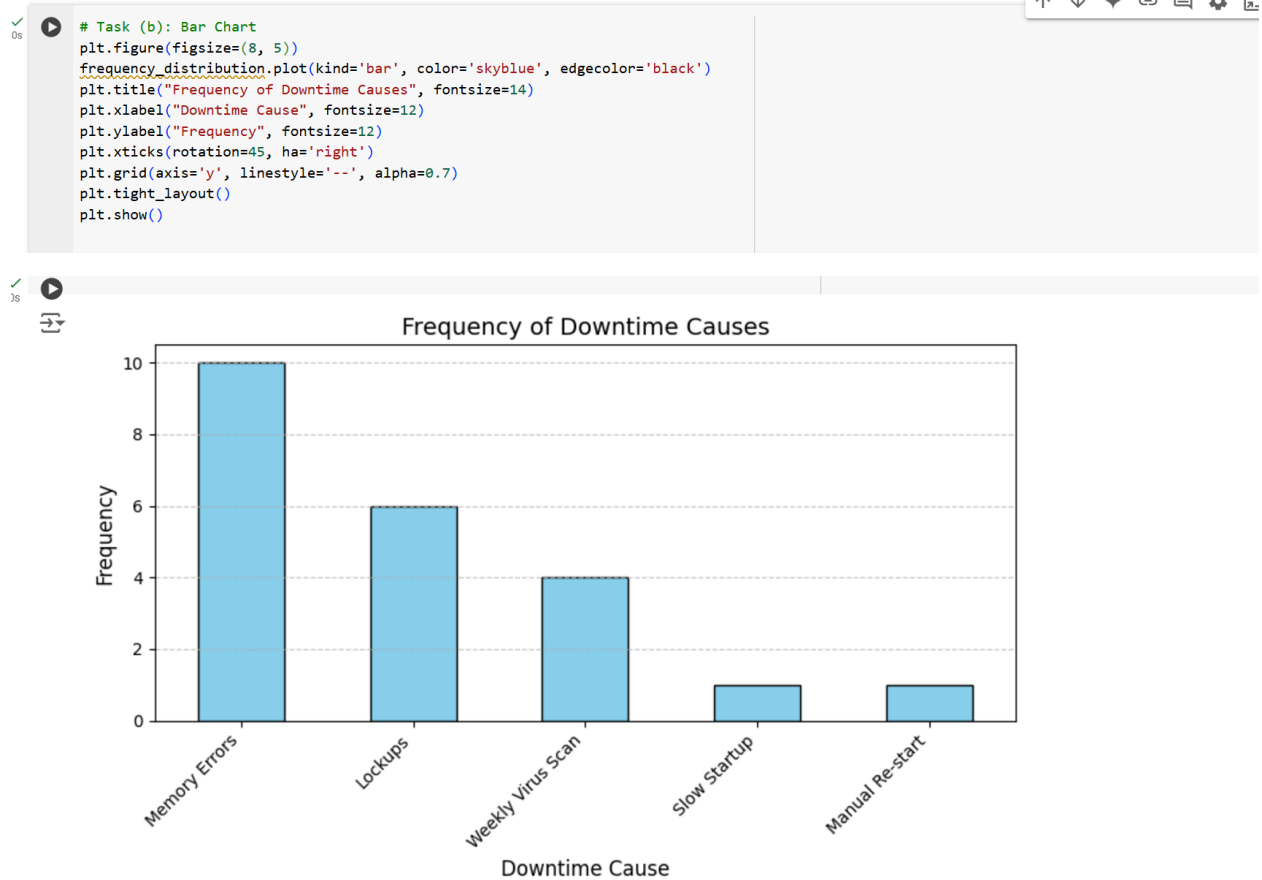 0s
# Task (b): Bar Chart
plt.figure(figsize=(8, 5))
frequency_distribution.plot(kind='bar', color='skyblue', edgecolor='black')
plt.title("Frequency of Downtime Causes", fontsize=14)
plt.xlabel("Downtime Cause", fontsize=12)
plt.ylabel("Frequency", fontsize=12)
plt.xticks(rotation=45, ha='right')
plt.grid(axis='y', linestyle='--', alpha=0.7)
plt.tight_layout()
plt.show()
0s
Frequency of Downtime Causes
10
8
6
4
2
0
Frequency
Memory Errors
Lockups
Weekly Virus Scan
Slow Startup
Manual Re-start
Downtime Cause